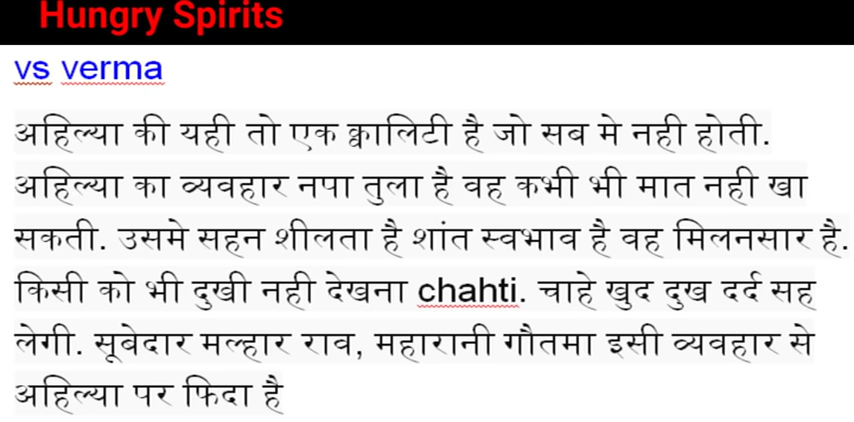 Hungry Spirits
vs verma
अहिल्या की यही तो एक क्वालिटी है जो सब मे नही होती.
अहिल्या का व्यवहार नपा तुला है वह कभी भी मात नही खा
सकती. उसमे सहन शीलता है शांत स्वभाव है वह मिलनसार है.
किसी को भी दुखी नही देखना chahti. चाहे खुद दुख दर्द सह
लेगी. सूबेदार मल्हार राव, महारानी गौतमा इसी व्यवहार से
अहिल्या पर फिदा है